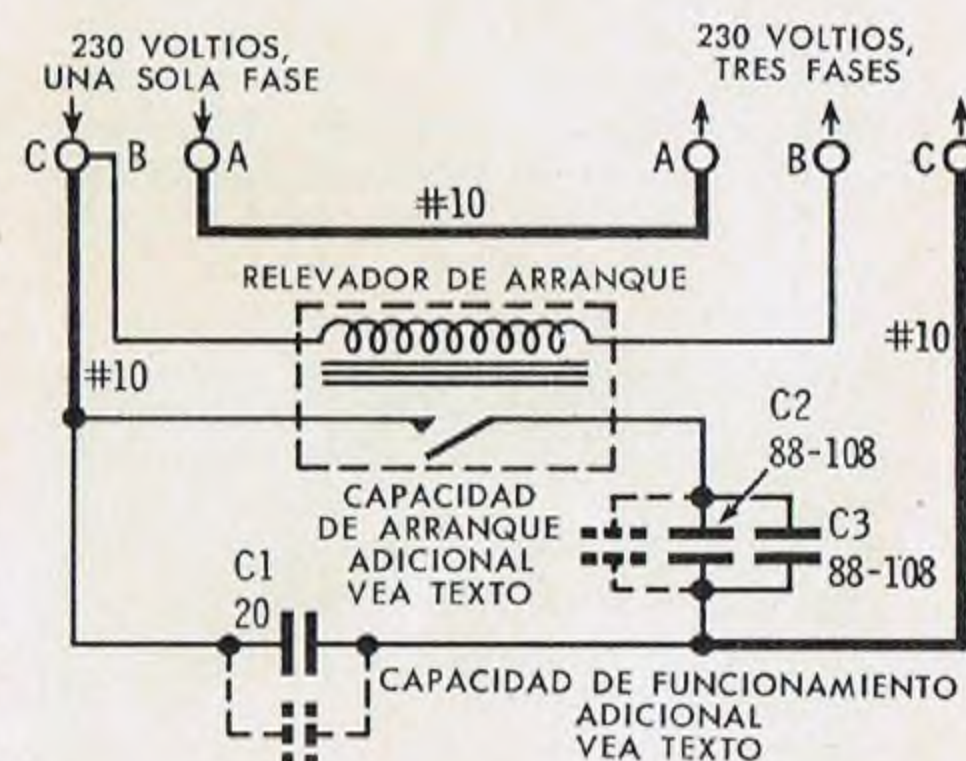 230 VOLTIOS,
UNA SOLA FASE
230 VOLTIOS,
TRES FASES
C B A
A B C
#10
RELEVADOR DE ARRANQUE
#10
#10
C2
88-108
CAPACIDAD
DE ARRANQUE
ADICIONAL
VEA TEXTO
C3
88-108
C1
20
CAPACIDAD DE FUNCIONAMIENTO
ADICIONAL
VEA TEXTO